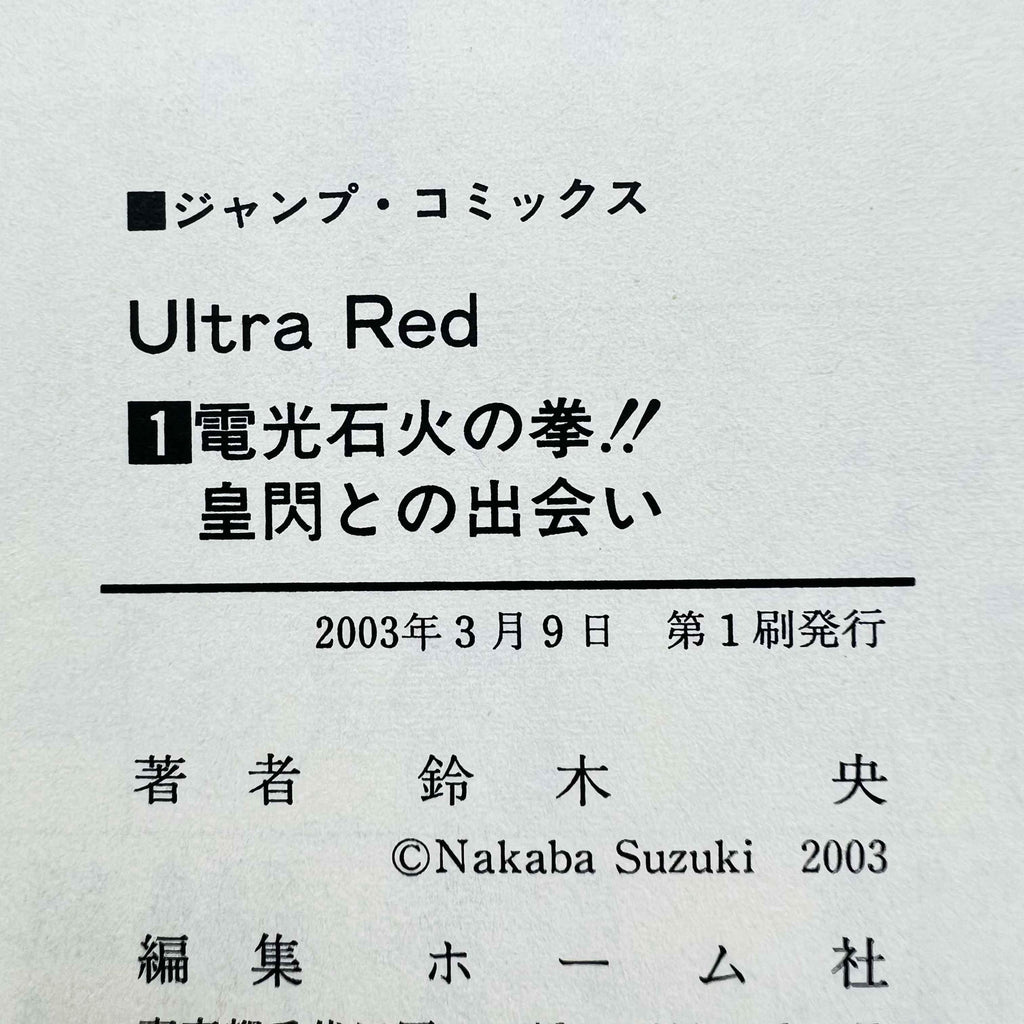 ■ジャンプ・コミックス
Ultra Red
1電光石火の拳!!
皇閃との出会い
2003年3月9日 第1刷発行
著 者 鈴 木 央
©Nakaba Suzuki 2003
編 集 ホ ー ム 社